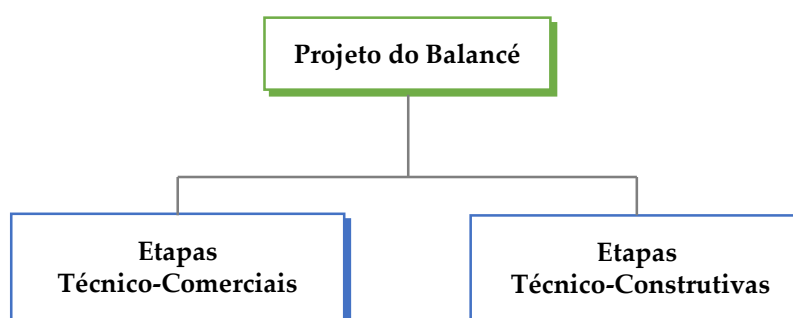 Projeto do Balancé
Etapas
Técnico-Comerciais
Etapas
Técnico-Construtivas